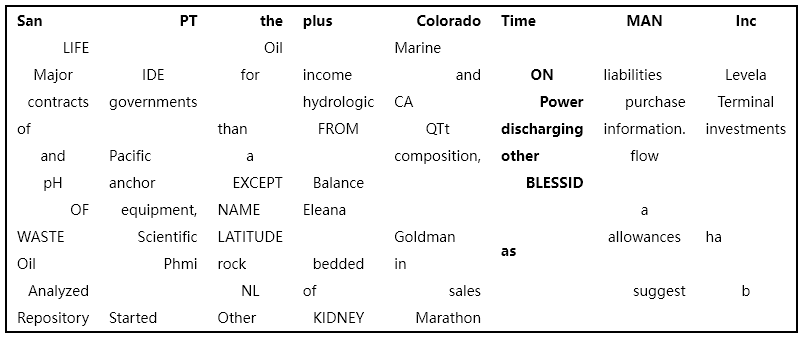 San PT the plus Colorado Time MAN Inc
LIFE Oil Marine
Major IDE for income and ON liabilities Levela
contracts governments hydrologic CA Power purchase Terminal
of than FROM QTt discharging information. investments
and Pacific a composition, other flow
pH anchor EXCEPT Balance BLESSID
OF equipment, NAME Eleana a
WASTE Scientific LATITUDE Goldman as allowances ha
Oil Phmi rock bedded in
Analyzed NL of sales suggest b
Repository Started Other KIDNEY Marathon